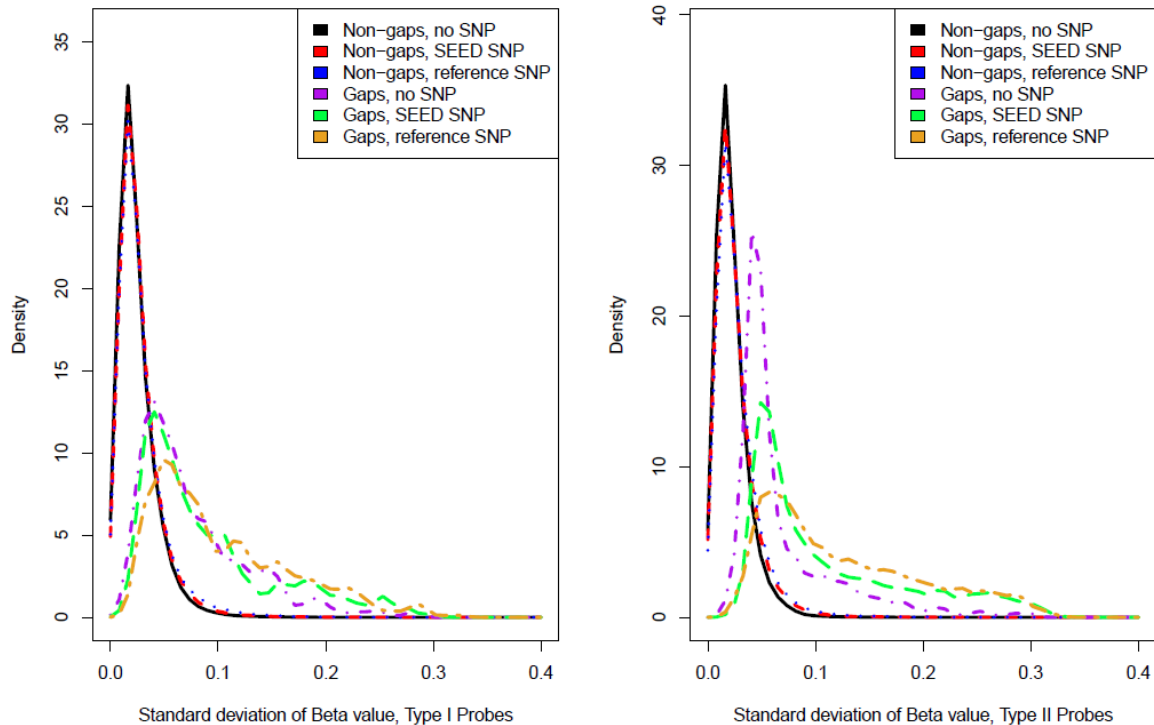 Non−gaps, no SNP
Non−gaps, SEED SNP
Non−gaps, reference SNP
Gaps, no SNP
Gaps, SEED SNP
Gaps, reference SNP
35
30
25
20
15
10
5
0
Density
0.0 0.1 0.2 0.3 0.4
Standard deviation of Beta value, Type I Probes
Non−gaps, no SNP
Non−gaps, SEED SNP
Non−gaps, reference SNP
Gaps, no SNP
Gaps, SEED SNP
Gaps, reference SNP
40
30
20
10
0
Density
0.0 0.1 0.2 0.3 0.4
Standard deviation of Beta value, Type II Probes